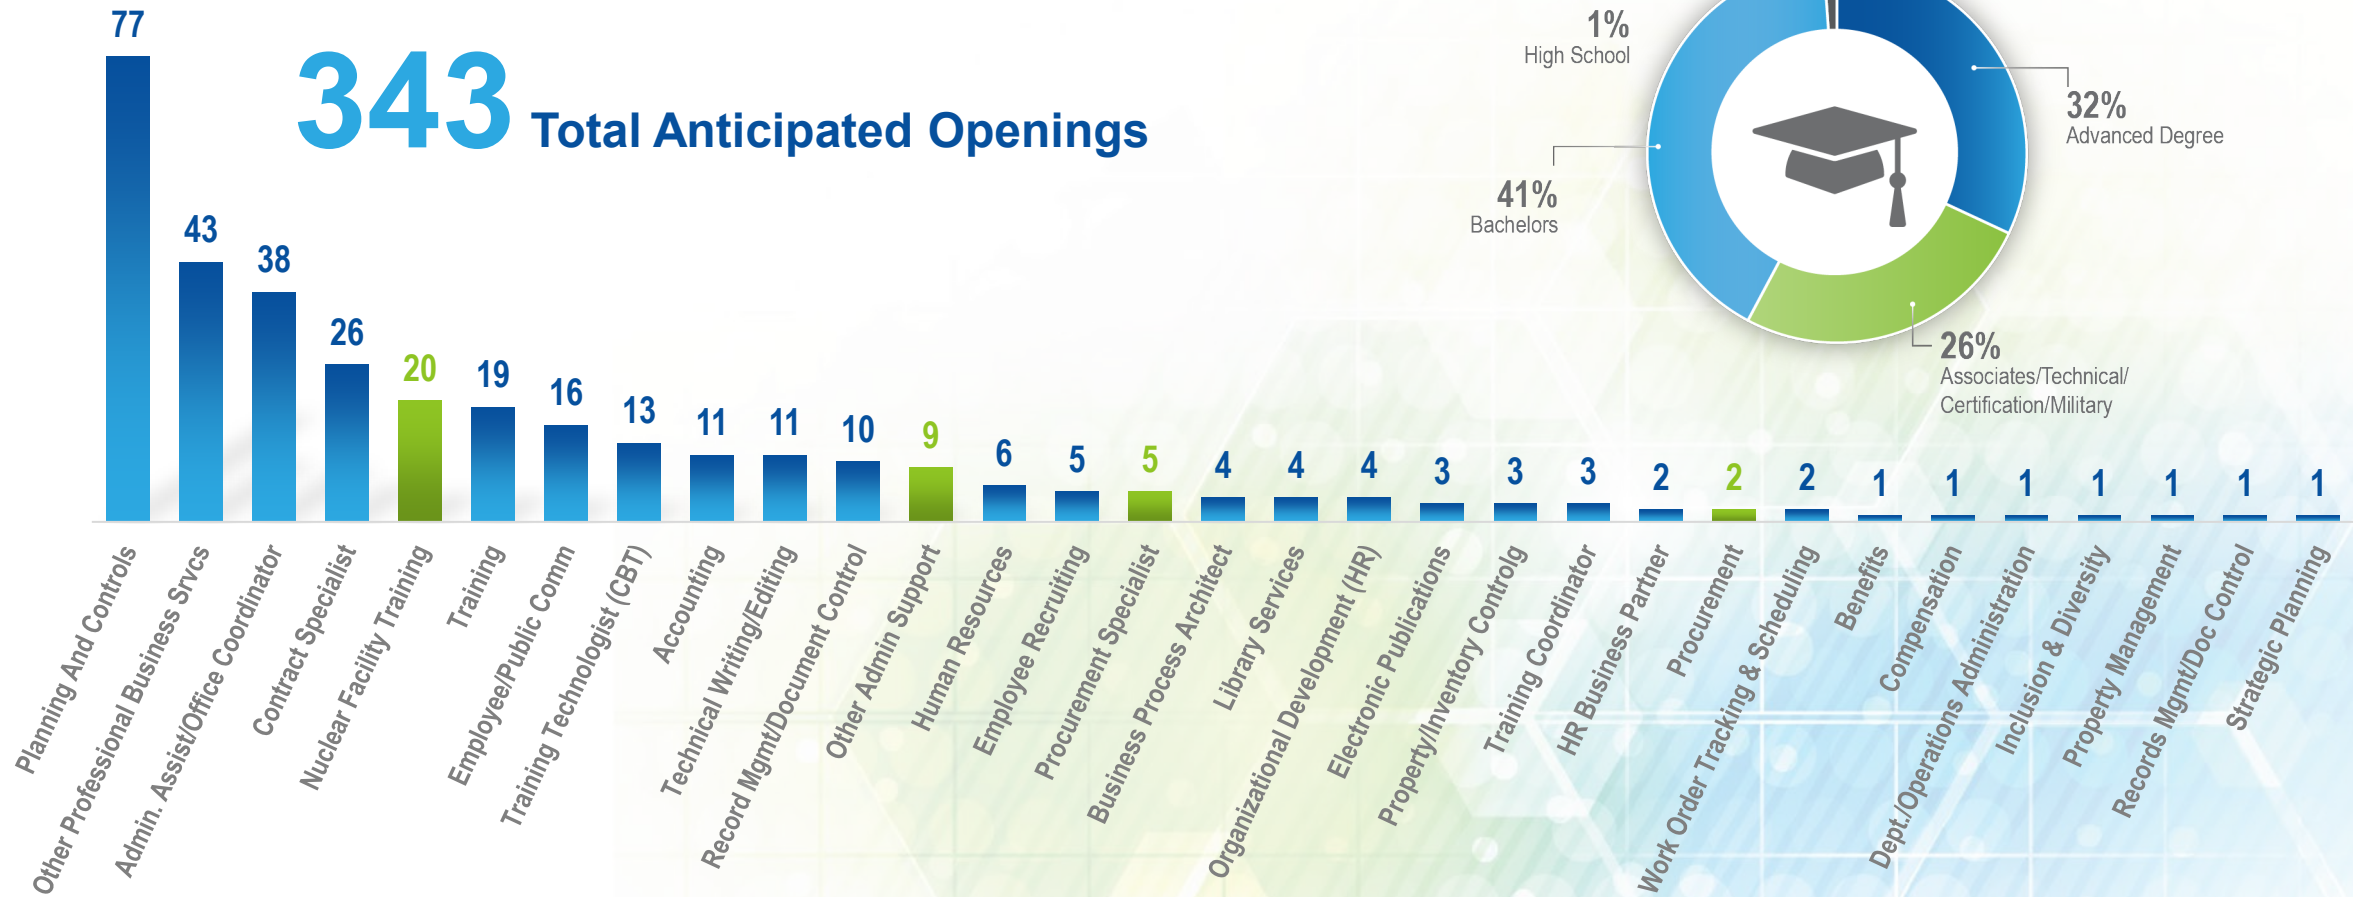 77
43
38
26
20
19
16
13
11
11
10
9
6
5
5
4
4
4
3
3
3
2
2
2
1
1
1
1
1
1
1
343 Total Anticipated Openings
1%
High School
32%
Advanced Degree
41%
Bachelors
26%
Associates/Technical/
Certification/Military
Planning And Controls
Other Professional Business Srvcs
Admin. Assist/Office Coordinator
Contract Specialist
Nuclear Facility Training
Training
Employee/Public Comm
Training Technologist (CBT)
Accounting
Technical Writing/Editing
Record Mgmt/Document Control
Other Admin Support
Human Resources
Employee Recruiting
Procurement Specialist
Business Process Architect
Library Services
Organizational Development (HR)
Electronic Publications
Property/Inventory Controlg
Training Coordinator
HR Business Partner
Procurement
Work Order Tracking & Scheduling
Benefits
Compensation
Dept./Operations Administration
Inclusion & Diversity
Property Management
Records Mgmt/Doc Control
Strategic Planning